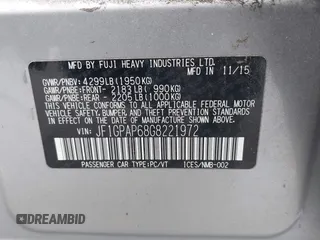 MFD BY FUJI HEAVY INDUSTRIES LTD. IN 11/15
GVWR/PNBV: 4299LB(1950KG)
GAWR/PNBE:FRONT- 2183LB( 990KG)
GAWR/PNBE:REAR - 2205LB(1000KG)
THIS VEHICLE CONFORMS TO ALL APPLICABLE
FEDERAL MOTOR VEHICLE SAFETY, BUMPER,
AND THEFT PREVENTION STANDARDS IN EFFECT
ON THE DATE OF MANUFACTURE SHOWN ABOVE.
VIN: JF1GPAP68G8221972
PASSENGER CAR TYPE:PC/VT ICES/NMB-002
DREAMBID